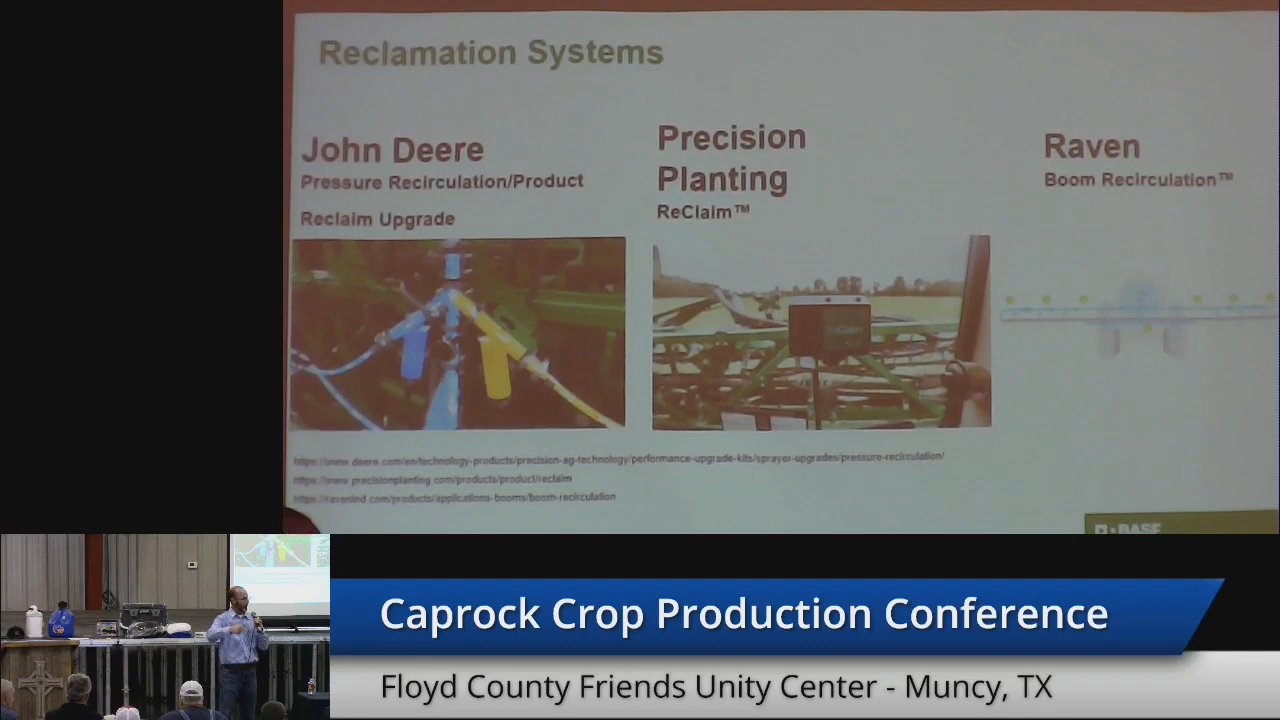 Reclamation Systems
John Deere
Pressure Recirculation/Product
Reclaim Upgrade
Precision
Planting
ReClaim™
Raven
Boom Recirculation™
https://www.deere.com/en/technology-products/precision-ag-technology/performance-upgrade-kits/sprayer-upgrades/pressure-recirculation/
https://www.precisionplanting.com/products/product/reclaim
https://ravenind.com/products/applications-booms/boom-recirculation
BASF
Caprock Crop Production Conference
Floyd County Friends Unity Center - Muncy, TX